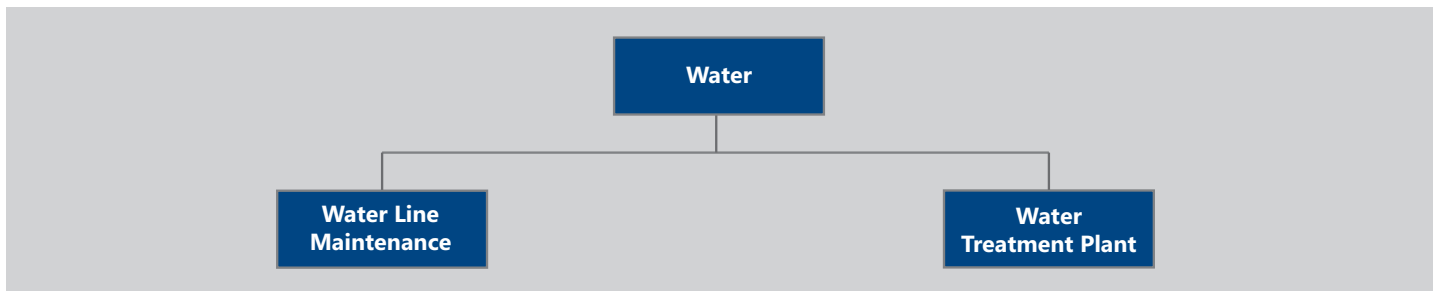 Water
Water Line
Maintenance
Water
Treatment Plant